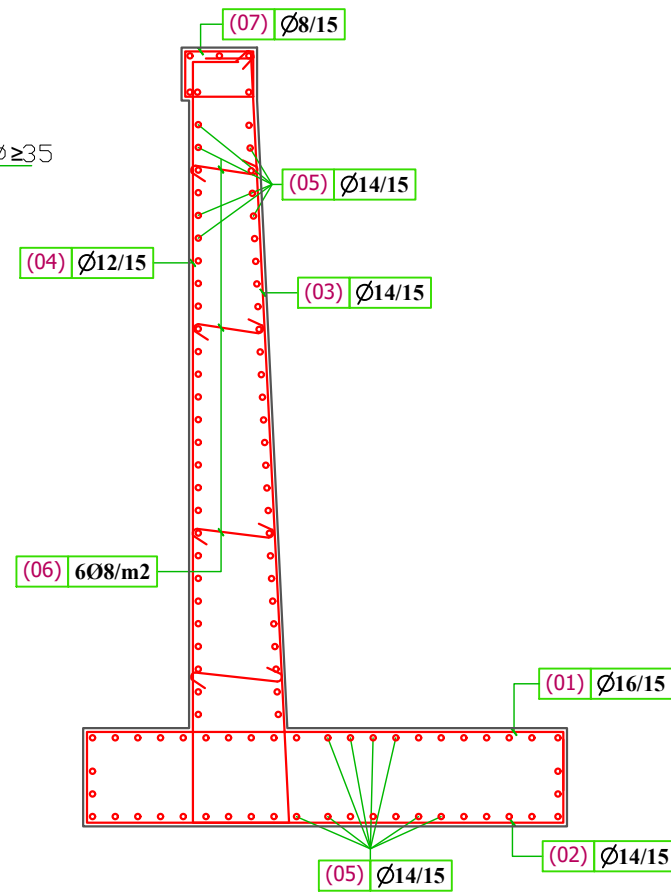 (07) Ø8/15
Ø ≥35
(05) Ø14/15
(04) Ø12/15
(03) Ø14/15
(06) 6Ø8/m2
(01) Ø16/15
(02) Ø14/15
(05) Ø14/15